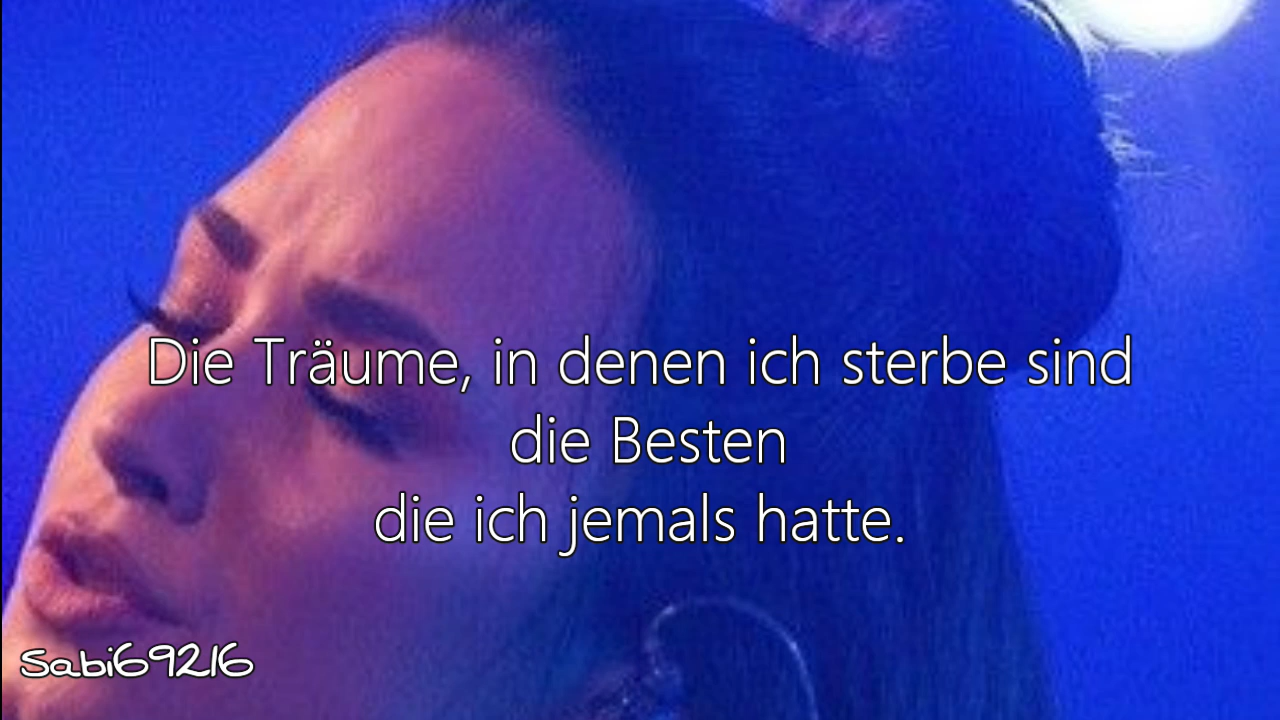 Die Träume, in denen ich sterbe sind
die Besten
die ich jemals hatte.
Sabi69216